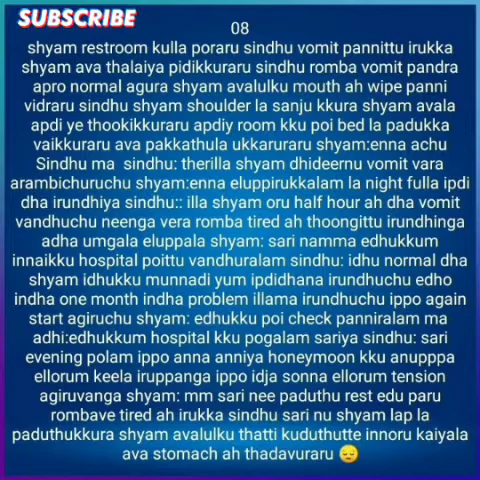 SUBSCRIBE
08
shyam restroom kulla poraru sindhu vomit pannittu irukka
shyam ava thalaiya pidikkuraru sindhu romba vomit pandra
apro normal agura shyam avalulku mouth ah wipe panni
vidraru sindhu shyam shoulder la sanju kkura shyam avala
apdi ye thookikkuraru apdiy room kku poi bed la padukka
vaikkuraru ava pakkathula ukkaruraru shyam:enna achu
Sindhu ma  sindhu: therilla shyam dhideernu vomit vara
arambichuruchu shyam:enna eluppirukkalam la night fulla ipdi
dha irundhiya sindhu:: illa shyam oru half hour ah dha vomit
vandhuchu neenga vera romba tired ah thoongittu irundhinga
adha umgala eluppala shyam: sari namma edhukkum
innaikku hospital poittu vandhuralam sindhu: idhu normal dha
shyam idhukku munnadi yum ipdidhana irundhuchu edho
indha one month indha problem illama irundhuchu ippo again
start agiruchu shyam: edhukku poi check panniralam ma
adhi:edhukkum hospital kku pogalam sariya sindhu: sari
evening polam ippo anna anniya honeymoon kku anupppa
ellorum keela iruppanga ippo idja sonna ellorum tension
agiruvanga shyam: mm sari nee paduthu rest edu paru
rombave tired ah irukka sindhu sari nu shyam lap la
paduthukkura shyam avalulku thatti kuduthutte innoru kaiyala
ava stomach ah thadavuraru 😔